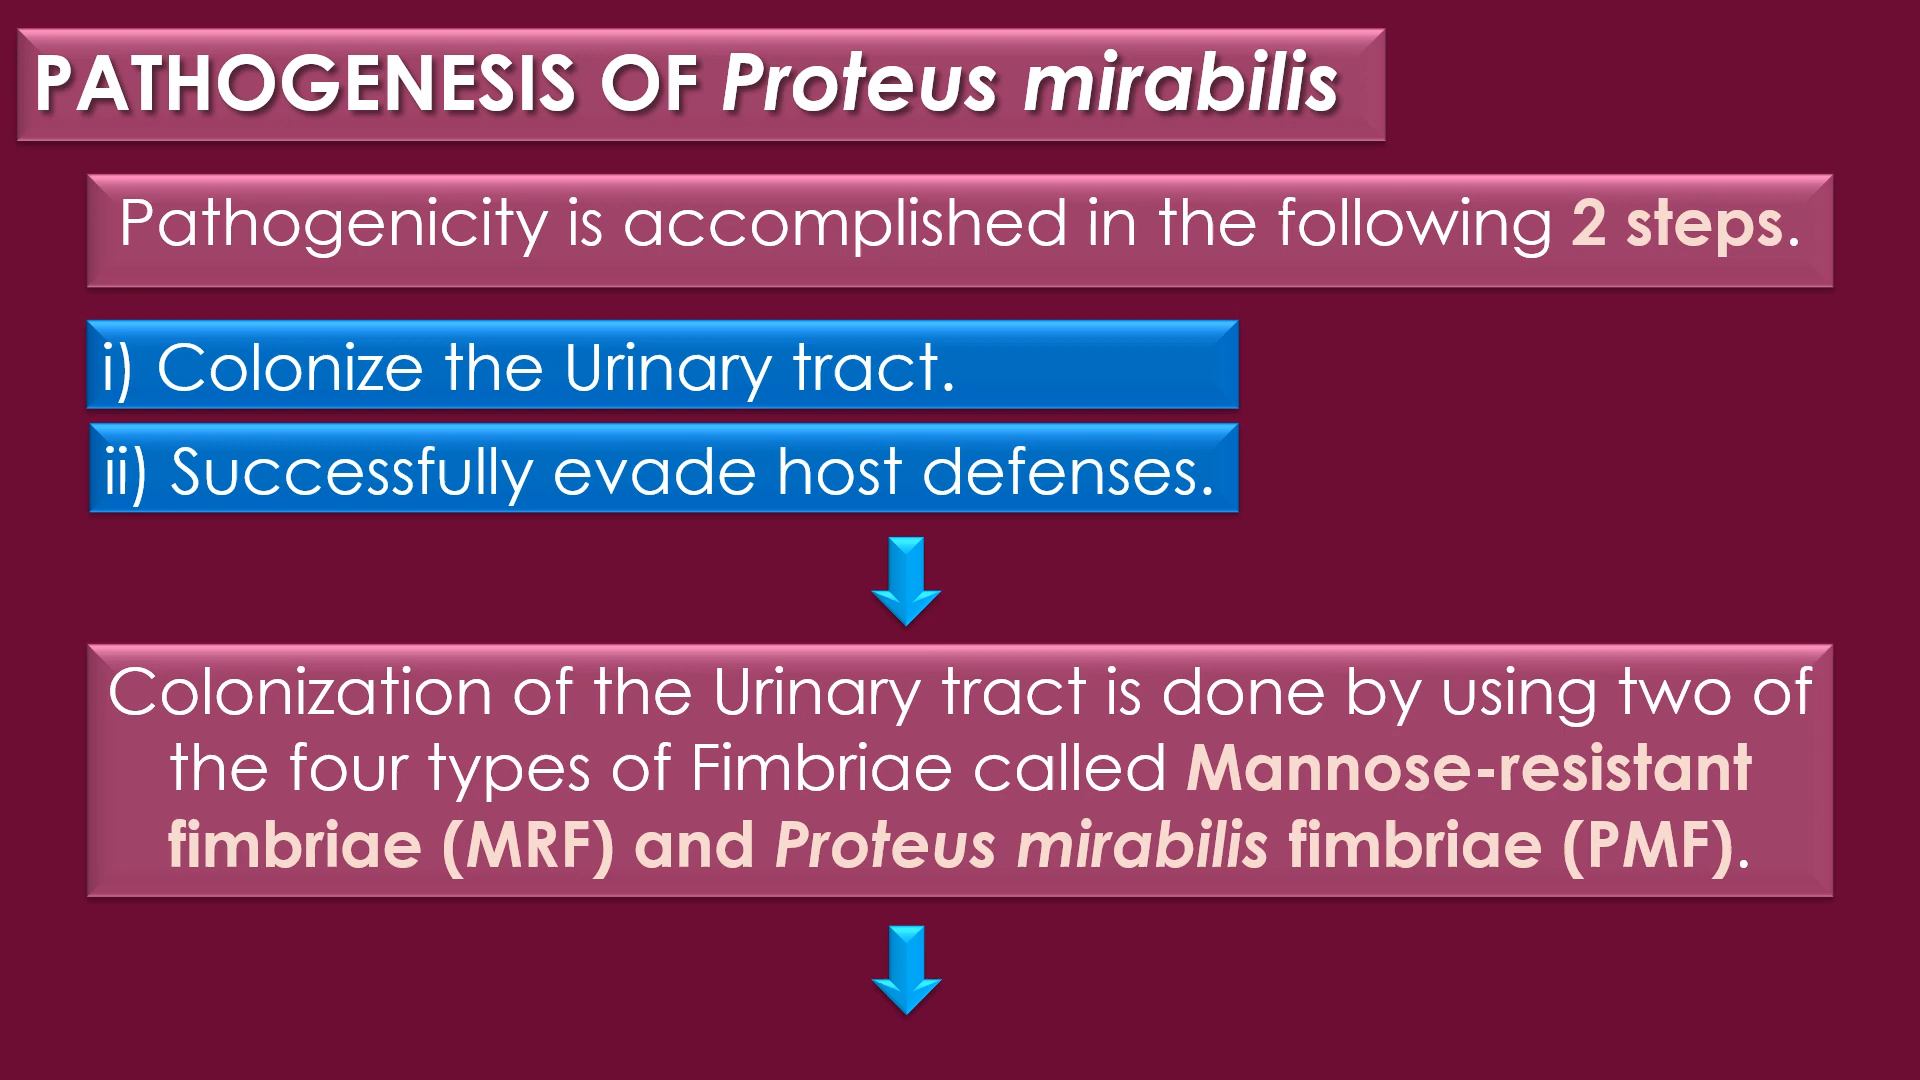 PATHOGENESIS OF Proteus mirabilis
Pathogenicity is accomplished in the following 2 steps.
i) Colonize the Urinary tract.
ii) Successfully evade host defenses.
Colonization of the Urinary tract is done by using two of
the four types of Fimbriae called Mannose-resistant
fimbriae (MRF) and Proteus mirabilis fimbriae (PMF).